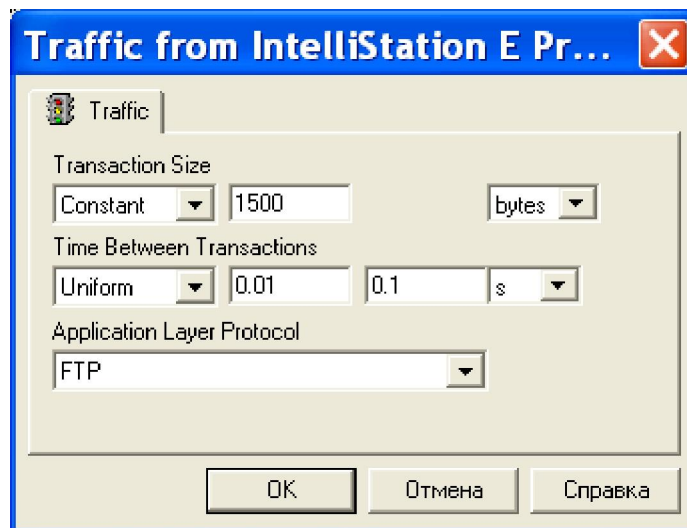 Traffic from IntelliStation E Pr...
Traffic
Transaction Size
Constant 1500 bytes
Time Between Transactions
Uniform 0.01 0.1 s
Application Layer Protocol
FTP
OK Отмена Справка